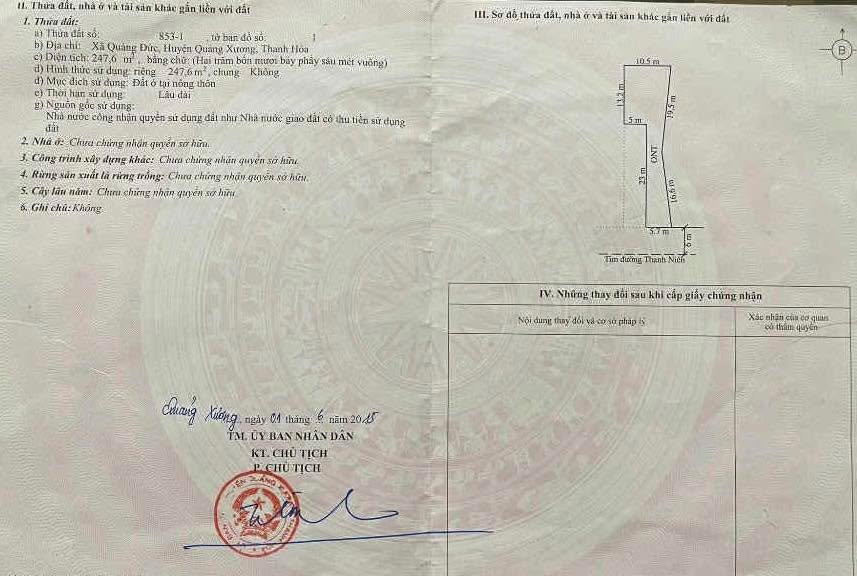 II. Thửa đất, nhà ở và tài sản khác gắn liền với đất
1. Thửa đất:
a) Thửa đất số: 853-1 , tờ bản đồ số: 1
b) Địa chỉ: Xã Quảng Đức, Huyện Quảng Xương, Thanh Hóa
c) Diện tích: 247,6 m², bằng chữ: (Hai trăm bốn mươi bảy phẩy sáu mét vuông)
d) Hình thức sử dụng: riêng 247,6 m², chung Không
đ) Mục đích sử dụng: Đất ở tại nông thôn
e) Thời hạn sử dụng: Lâu dài
g) Nguồn gốc sử dụng:
Nhà nước công nhận quyền sử dụng đất như Nhà nước giao đất có thu tiền sử dụng
đất
2. Nhà ở: Chưa chứng nhận quyền sở hữu.
3. Công trình xây dựng khác: Chưa chứng nhận quyền sở hữu.
4. Rừng sản xuất là rừng trồng: Chưa chứng nhận quyền sở hữu.
5. Cây lâu năm: Chưa chứng nhận quyền sở hữu.
6. Ghi chú: Không
Quảng Xương, ngày 01 tháng 6 năm 2015
TM. ỦY BAN NHÂN DÂN
KT. CHỦ TỊCH
P. CHỦ TỊCH
III. Sơ đồ thửa đất, nhà ở và tài sản khác gắn liền với đất
B
10.5 m
13.2 m
19.5 m
5 m
ONT
23 m
16.6 m
5.7 m
6 m
Tim đường Thanh Niên
IV. Những thay đổi sau khi cấp giấy chứng nhận
Nội dung thay đổi và cơ sở pháp lý
Xác nhận của cơ quan
có thẩm quyền